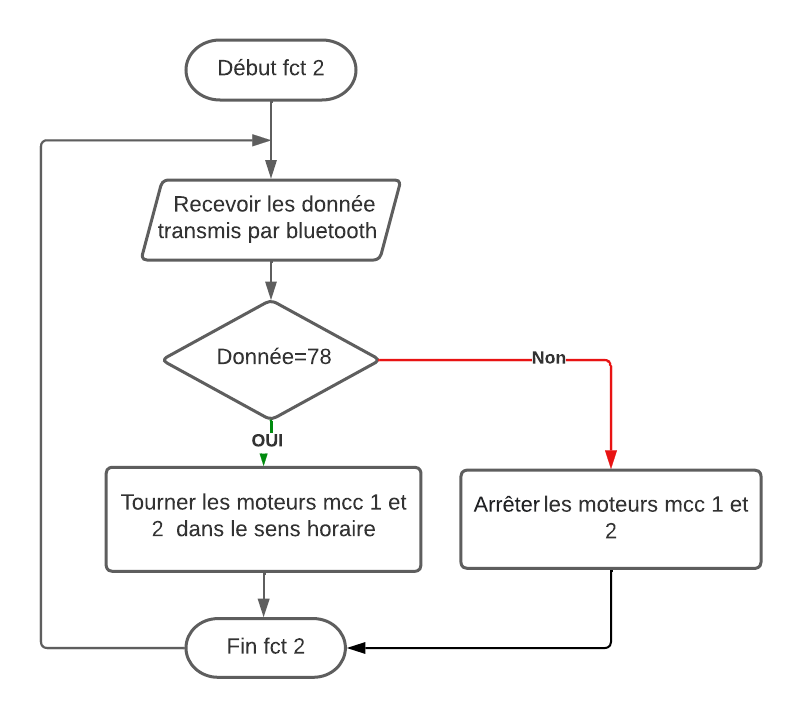 Début fct 2
Recevoir les donnée
transmis par bluetooth
Donnée=78
Non
OUI
Tourner les moteurs mcc 1 et
2 dans le sens horaire
Arrêter les moteurs mcc 1 et
2
Fin fct 2